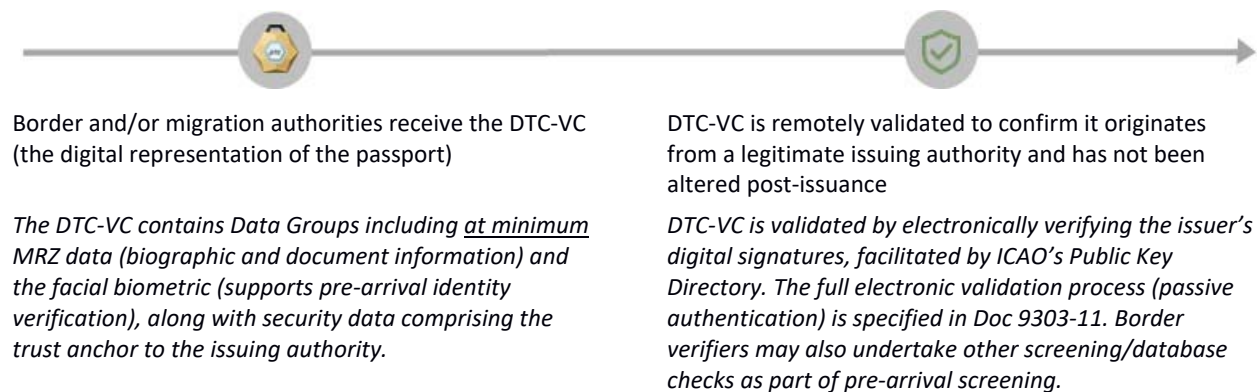 Border and/or migration authorities receive the DTC-VC
(the digital representation of the passport)
The DTC-VC contains Data Groups including at minimum
MRZ data (biographic and document information) and
the facial biometric (supports pre-arrival identity
verification), along with security data comprising the
trust anchor to the issuing authority.
DTC-VC is remotely validated to confirm it originates
from a legitimate issuing authority and has not been
altered post-issuance
DTC-VC is validated by electronically verifying the issuer’s
digital signatures, facilitated by ICAO’s Public Key
Directory. The full electronic validation process (passive
authentication) is specified in Doc 9303-11. Border
verifiers may also undertake other screening/database
checks as part of pre-arrival screening.